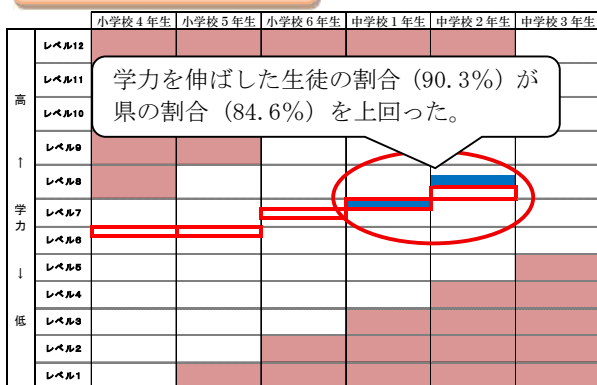 小学校４年生 小学校５年生 小学校６年生 中学校１年生 中学校２年生 中学校３年生
レベル12
レベル11
レベル10
レベル9
レベル8
レベル7
レベル6
レベル5
レベル4
レベル3
レベル2
レベル1
高
↑
学力
↓
低
学力を伸ばした生徒の割合（90.3％）が
県の割合（84.6％）を上回った。